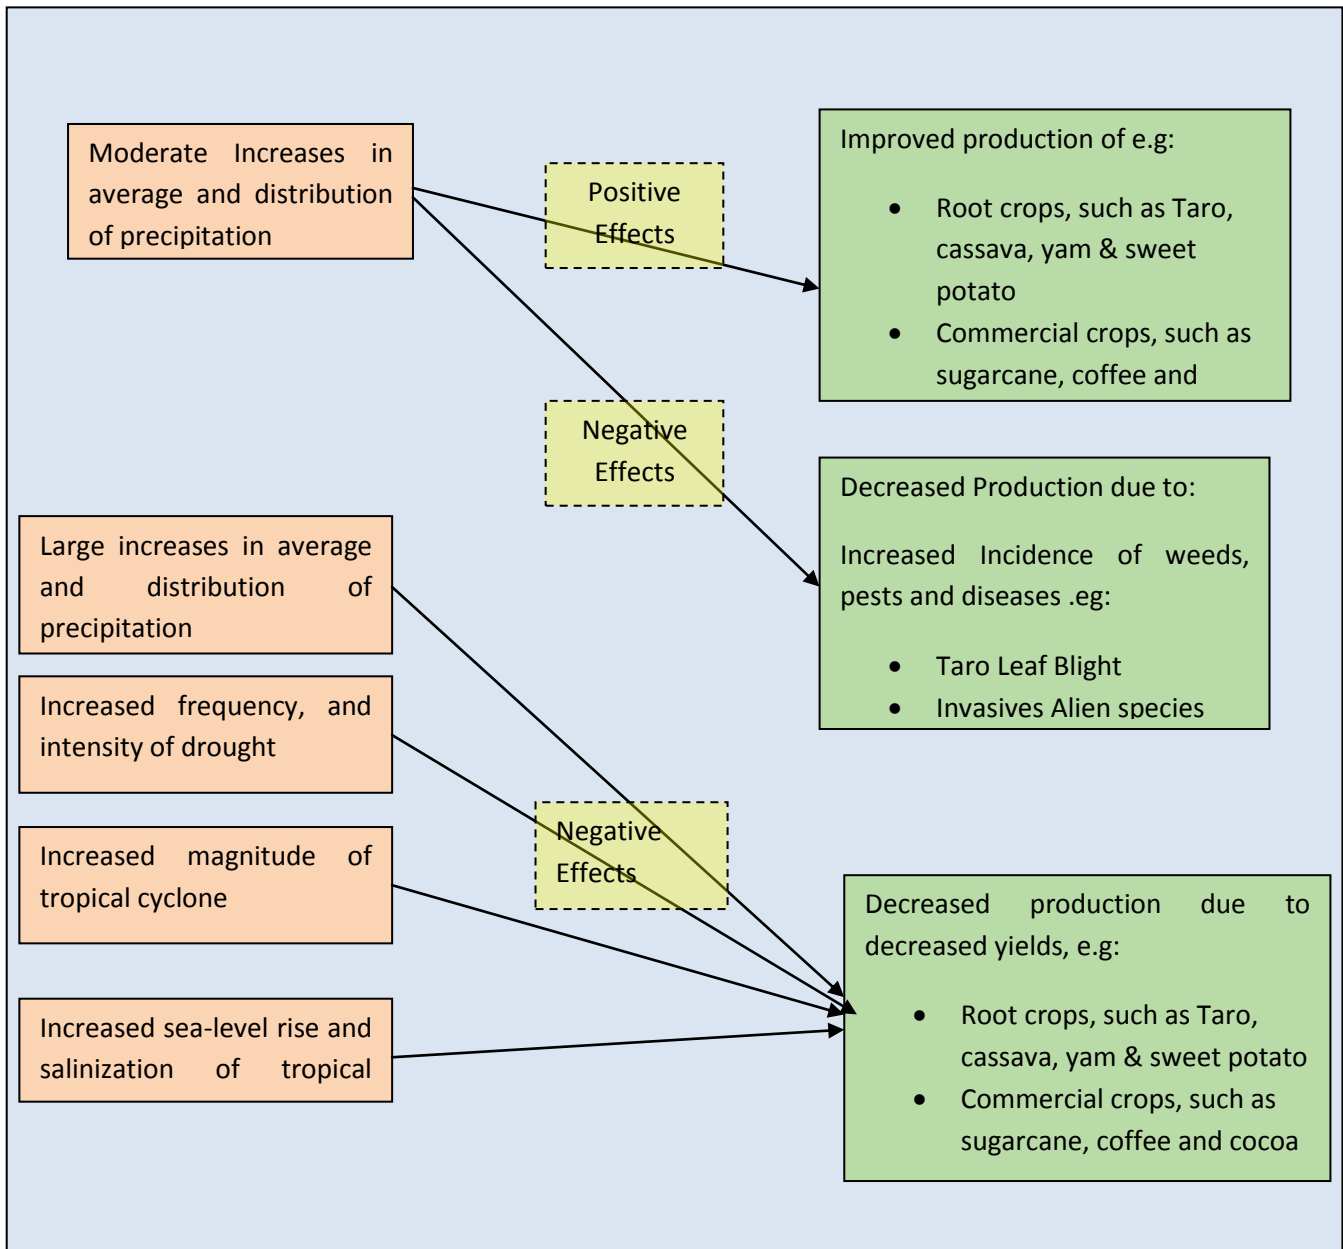 Moderate Increases in
average and distribution
of precipitation
Positive
Effects
Improved production of e.g:
• Root crops, such as Taro,
cassava, yam & sweet
potato
• Commercial crops, such as
sugarcane, coffee and
Negative
Effects
Decreased Production due to:
Increased Incidence of weeds,
pests and diseases .eg:
• Taro Leaf Blight
• Invasives Alien species
Large increases in average
and distribution of
precipitation
Increased frequency, and
intensity of drought
Increased magnitude of
tropical cyclone
Increased sea-level rise and
salinization of tropical
Negative
Effects
Decreased production due to
decreased yields, e.g:
• Root crops, such as Taro,
cassava, yam & sweet potato
• Commercial crops, such as
sugarcane, coffee and cocoa